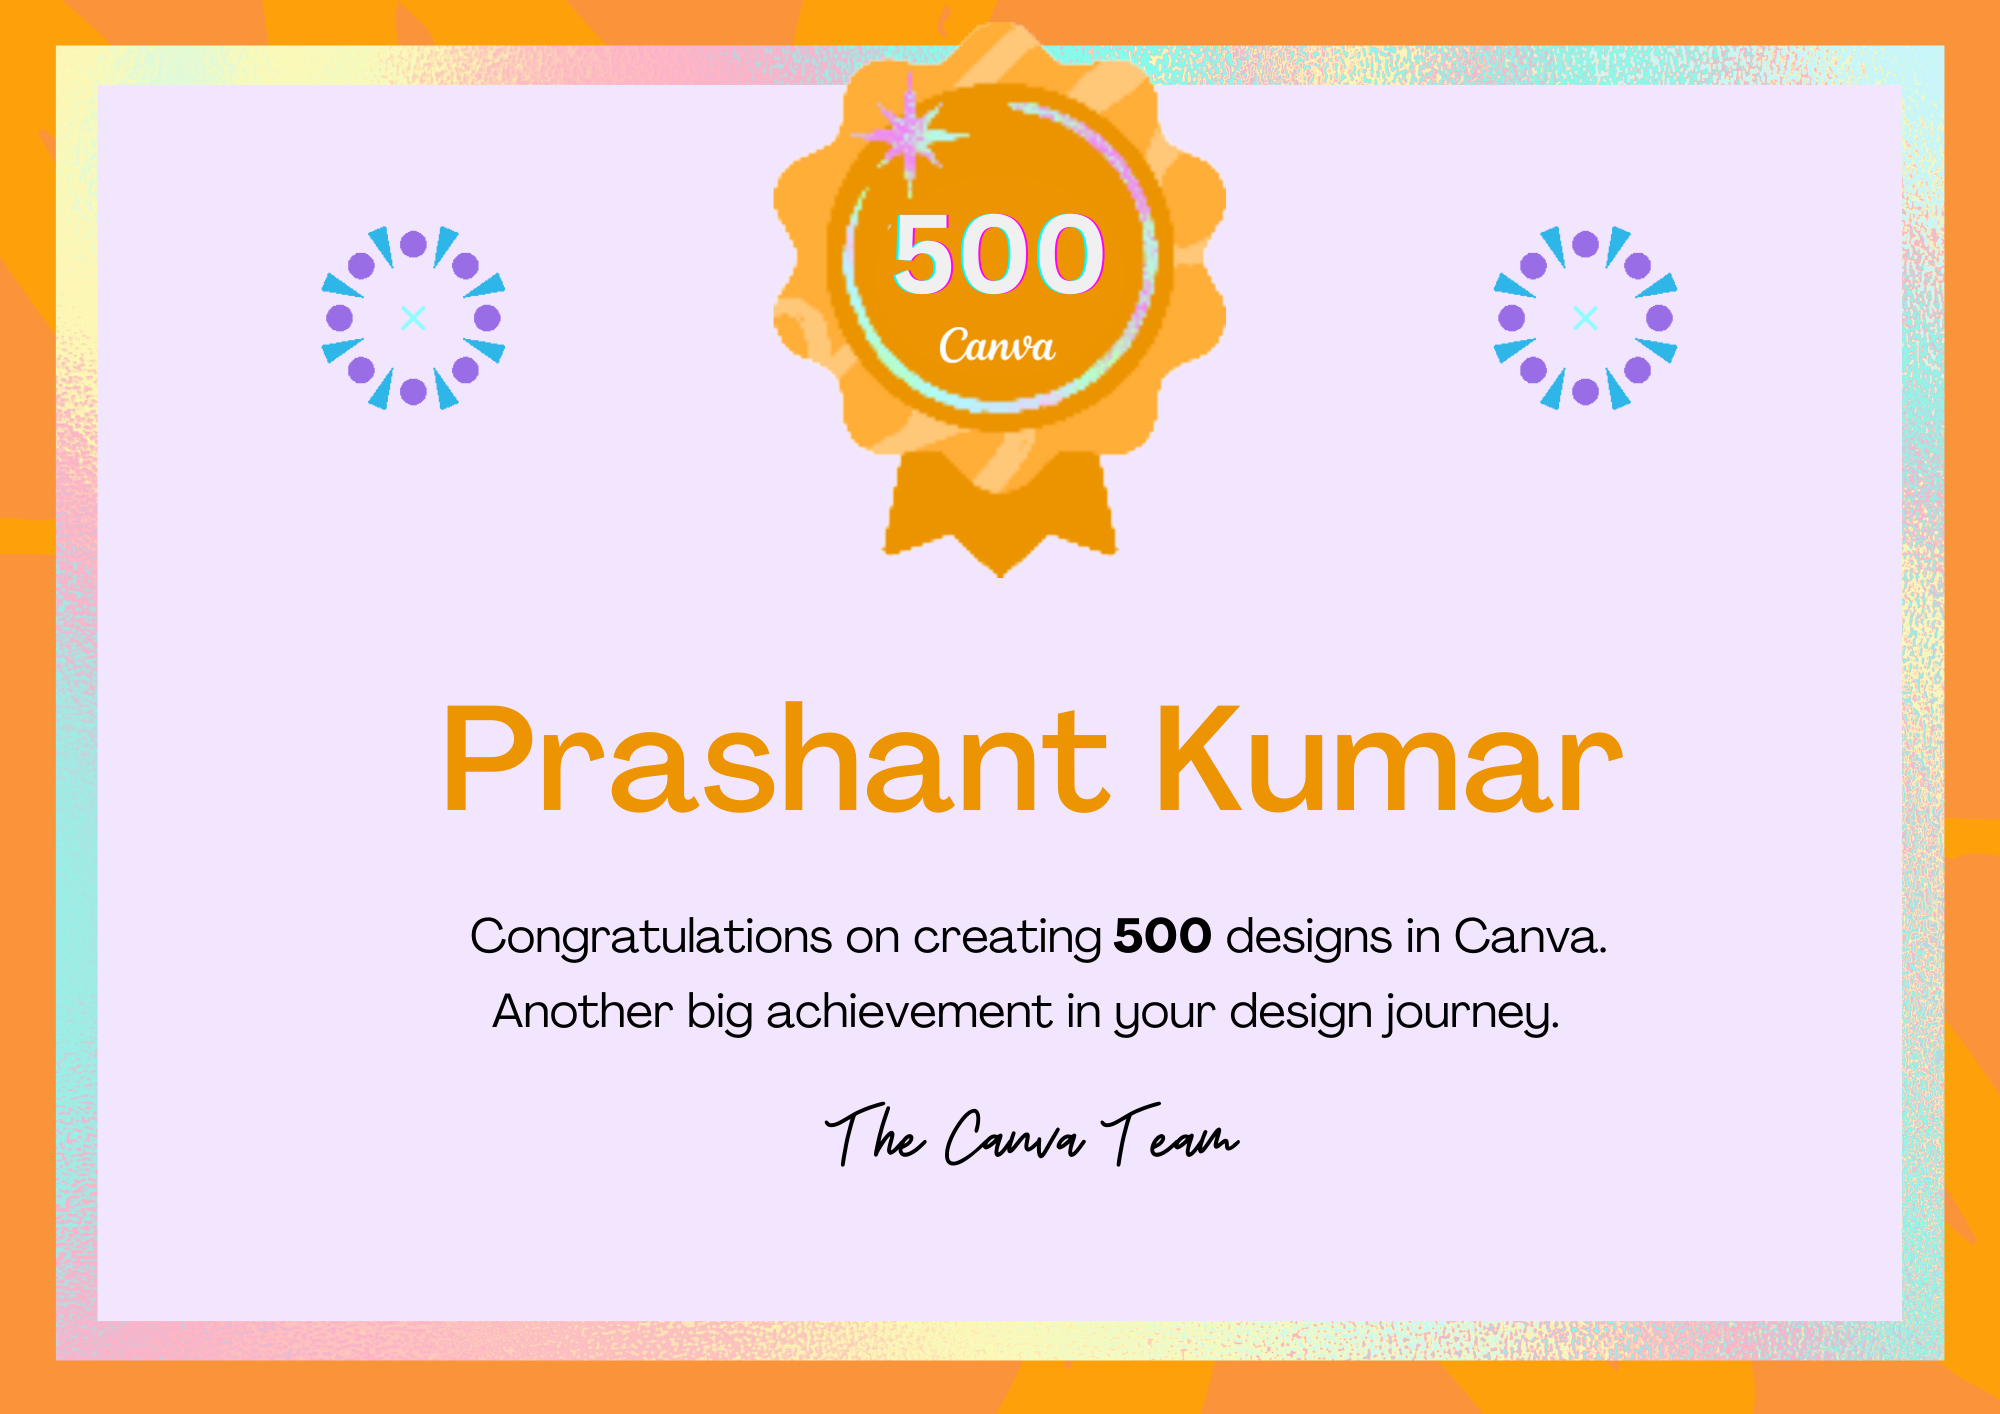 500
Canva
Prashant Kumar
Congratulations on creating 500 designs in Canva.
Another big achievement in your design journey.
The Canva Team